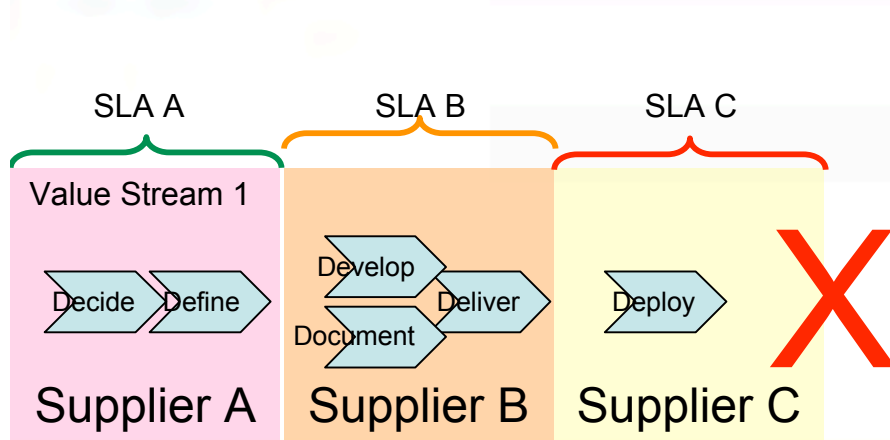 SLA A
SLA B
SLA C
Value Stream 1
Decide
Define
Develop
Document
Deliver
Deploy
X
Supplier A
Supplier B
Supplier C